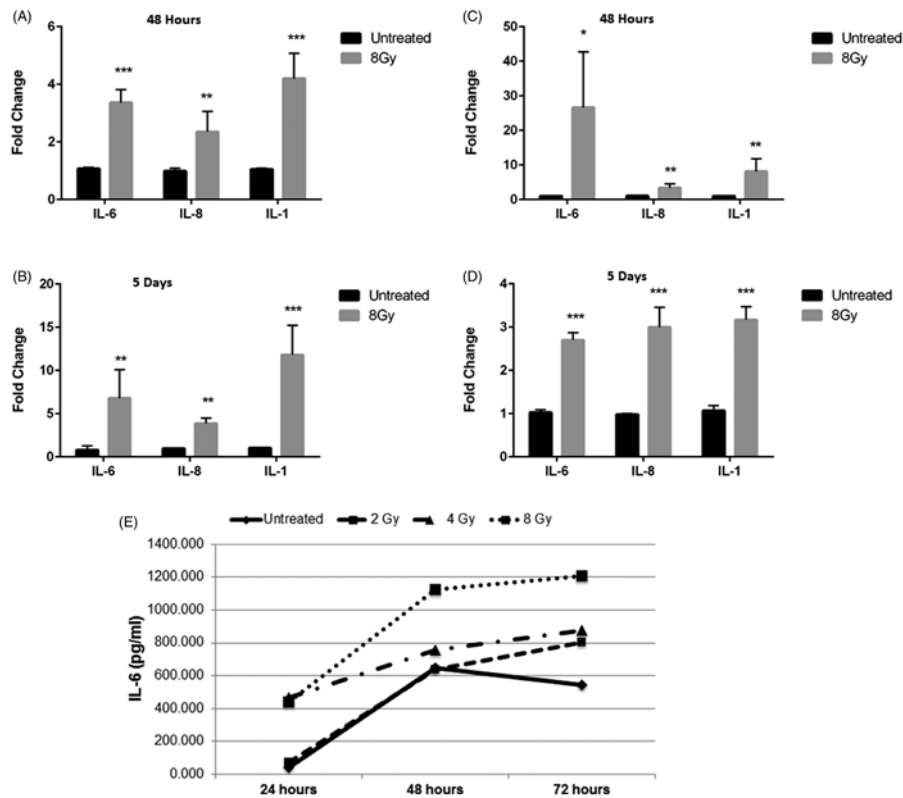 (A)
48 Hours
Fold Change
6
4
2
0
***
**
***
IL-6
IL-8
IL-1
Untreated
8Gy
(C)
48 Hours
Fold Change
50
40
30
20
10
0
*
**
**
IL-6
IL-8
IL-1
Untreated
8Gy
(B)
5 Days
Fold Change
20
15
10
5
0
**
**
***
IL-6
IL-8
IL-1
Untreated
8Gy
(D)
5 Days
Fold Change
4
3
2
1
0
***
***
***
IL-6
IL-8
IL-1
Untreated
8Gy
(E)
Untreated
2 Gy
4 Gy
8 Gy
IL-6 (pg/ml)
1400.000
1200.000
1000.000
800.000
600.000
400.000
200.000
0.000
24 hours
48 hours
72 hours